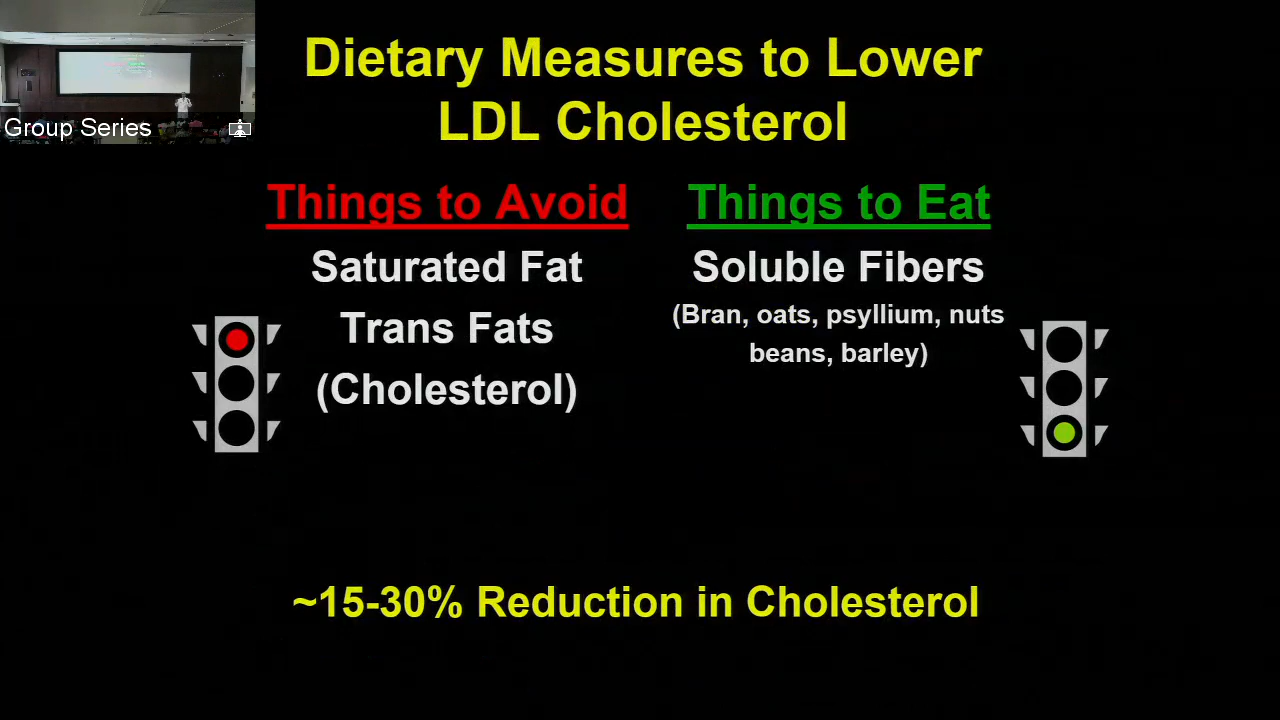 Group Series
Dietary Measures to Lower
LDL Cholesterol
Things to Avoid
Saturated Fat
Trans Fats
(Cholesterol)
Things to Eat
Soluble Fibers
(Bran, oats, psyllium, nuts
beans, barley)
~15-30% Reduction in Cholesterol